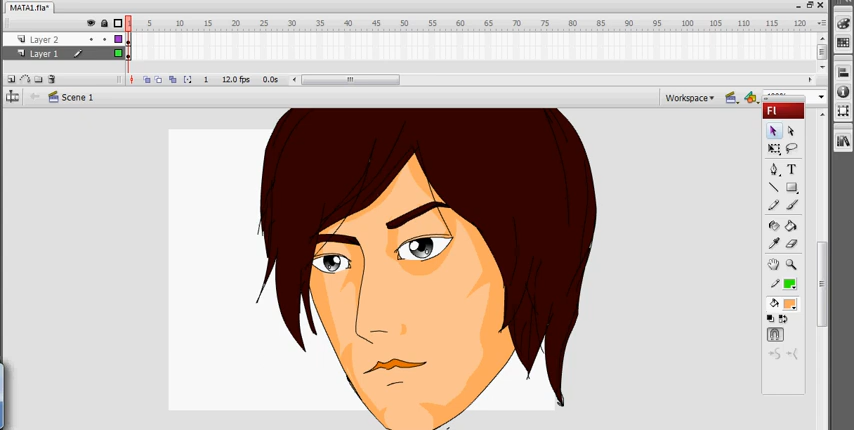 MATA1.fla*
1 5 10 15 20 25 30 35 40 45 50 55 60 65 70 75 80 85 90 95 100 105 110 115 120
Layer 2
Layer 1
1 12.0 fps 0.0s
Scene 1
Workspace
Fl
T